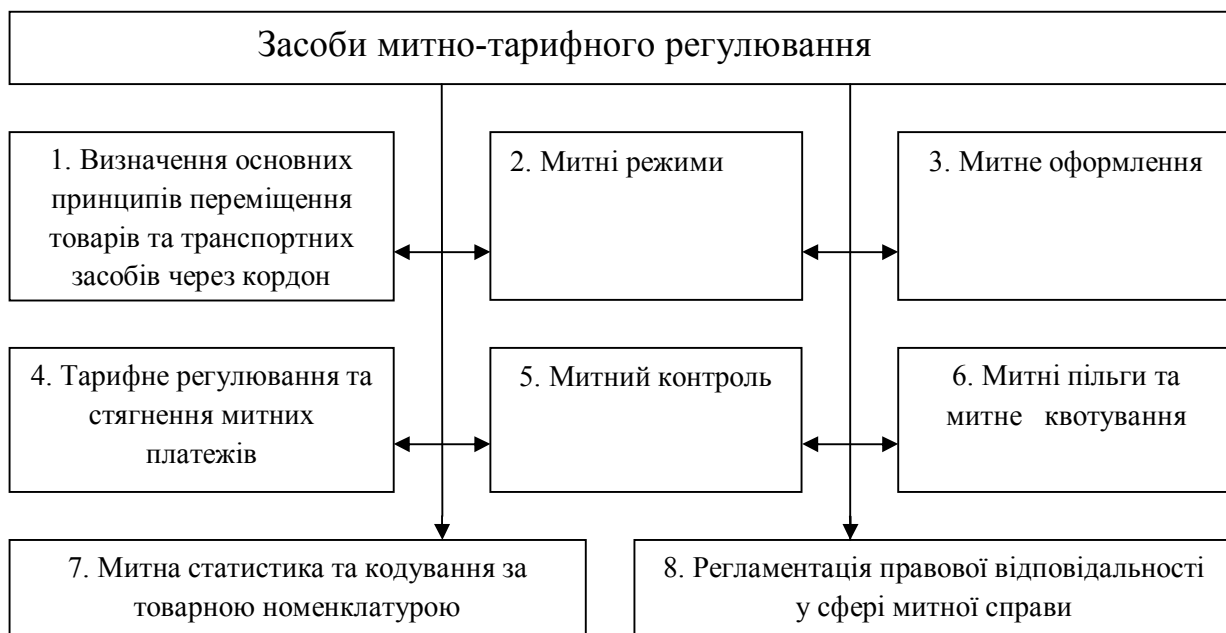 Засоби митно-тарифного регулювання
1. Визначення основних
принципів переміщення
товарів та транспортних
засобів через кордон
2. Митні режими
3. Митне оформлення
4. Тарифне регулювання та
стягнення митних
платежів
5. Митний контроль
6. Митні пільги та
митне квотування
7. Митна статистика та кодування за
товарною номенклатурою
8. Регламентація правової відповідальності
у сфері митної справи